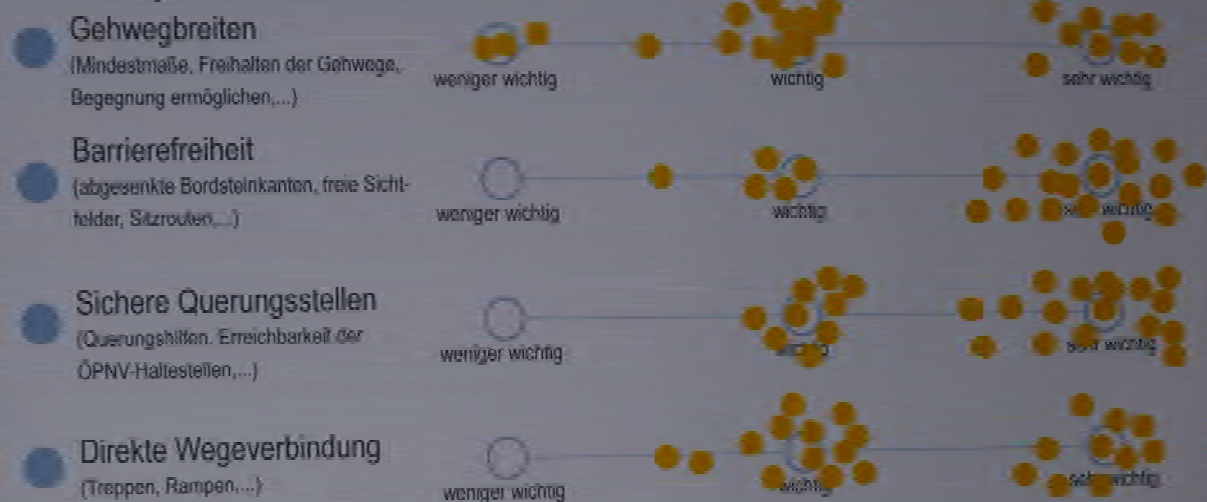 Gehwegbreiten
(Mindestmaße, Freihalten der Gehwege,
Begegnung ermöglichen,...)
weniger wichtig
wichtig
sehr wichtig
Barrierefreiheit
(abgesenkte Bordsteinkanten, freie Sicht-
felder, Sitzrouten,...)
weniger wichtig
wichtig
wichtig
Sichere Querungsstellen
(Querungshilfen, Erreichbarkeit der
ÖPNV-Haltestellen,...)
weniger wichtig
wichtig
Direkte Wegeverbindung
(Treppen, Rampen,...)
weniger wichtig
wichtig
wichtig